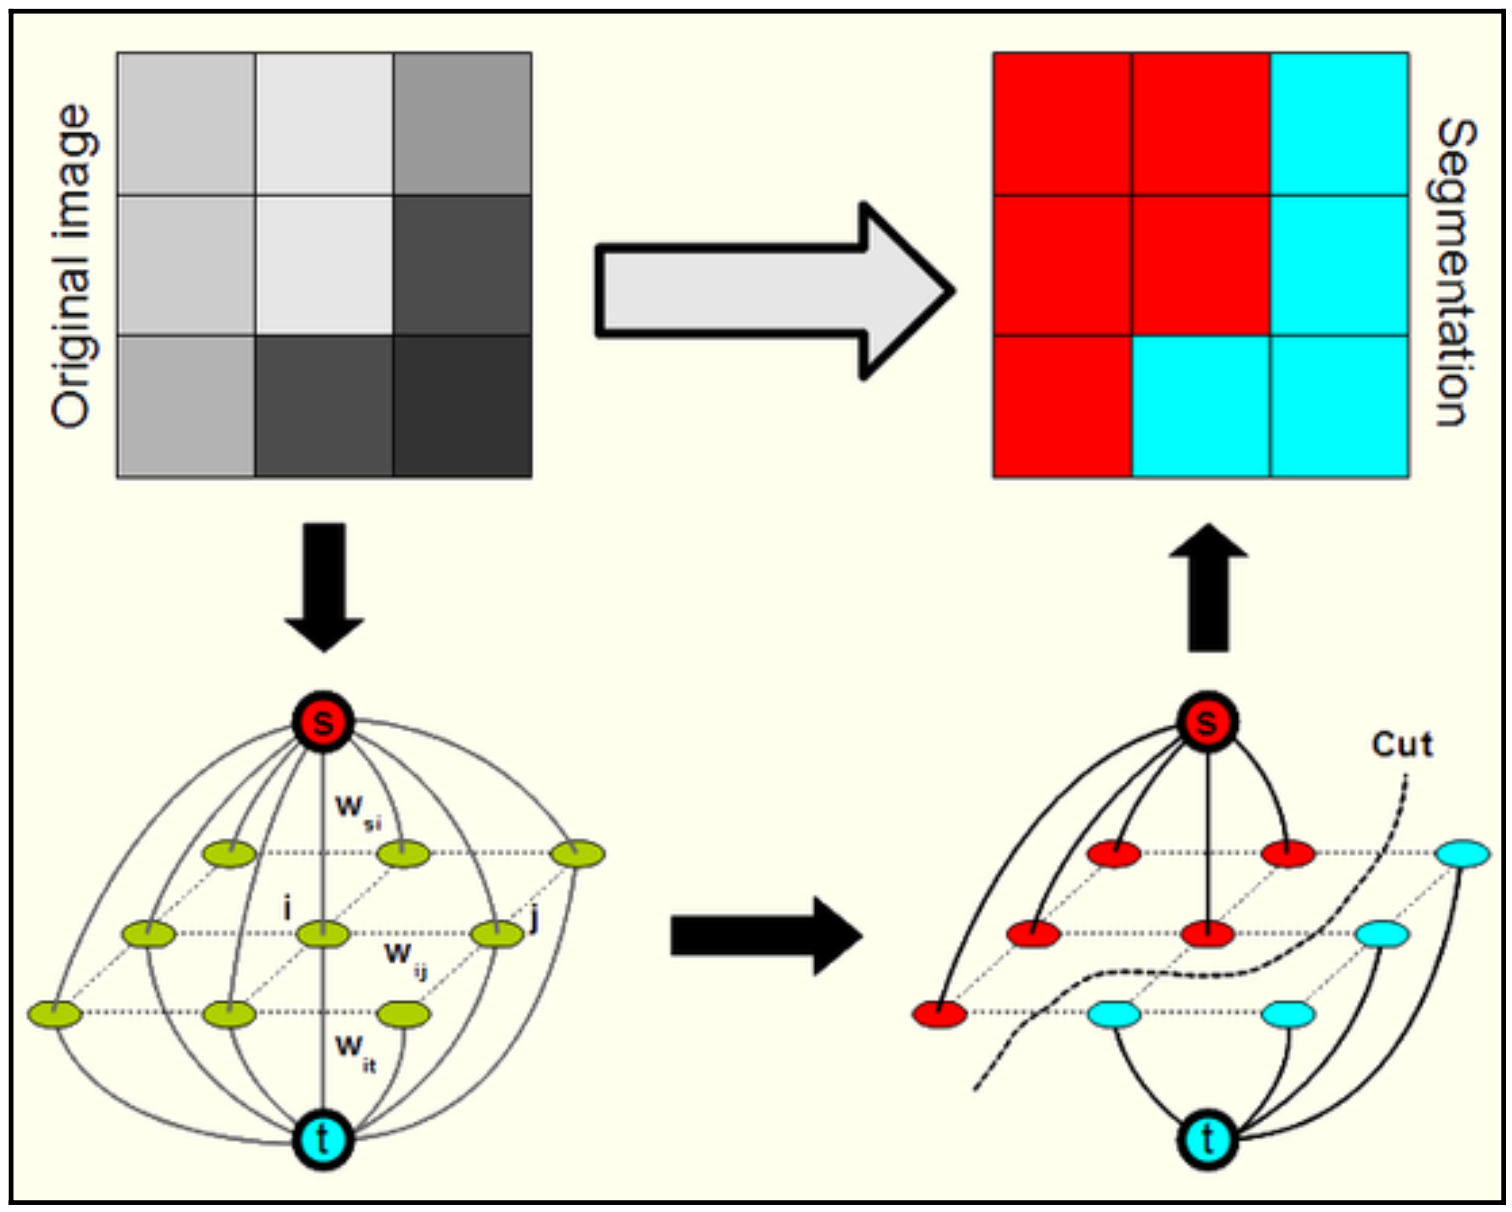 Original image
Segmentation
s
w si
i
j
w ij
w it
t
s
Cut
t